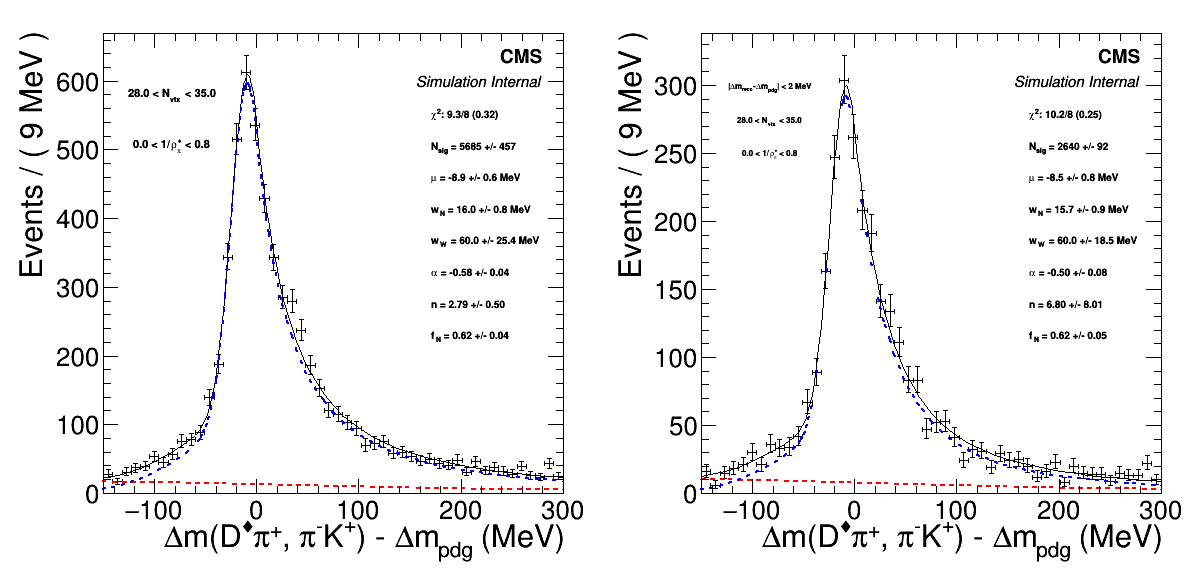 CMS
Simulation Internal
28.0 < N_vtx < 35.0
0.0 < 1/ρ_π^♦ < 0.8
χ²: 9.3/8 (0.32)
N_sig = 5685 +/- 457
μ = -8.9 +/- 0.6 MeV
w_N = 16.0 +/- 0.8 MeV
w_W = 60.0 +/- 25.4 MeV
α = -0.58 +/- 0.04
n = 2.79 +/- 0.50
f_N = 0.62 +/- 0.04
Events / ( 9 MeV )
600
500
400
300
200
100
0
−100 0 100 200 300
Δm(D♦π⁺, π⁻K⁺) - Δm_pdg (MeV)
CMS
Simulation Internal
|Δm_reco-Δm_pdg| < 2 MeV
28.0 < N_vtx < 35.0
0.0 < 1/ρ_π^♦ < 0.8
χ²: 10.2/8 (0.25)
N_sig = 2640 +/- 92
μ = -8.5 +/- 0.8 MeV
w_N = 15.7 +/- 0.9 MeV
w_W = 60.0 +/- 18.5 MeV
α = -0.50 +/- 0.08
n = 6.80 +/- 8.01
f_N = 0.62 +/- 0.05
Events / ( 9 MeV )
300
250
200
150
100
50
0
−100 0 100 200 300
Δm(D♦π⁺, π⁻K⁺) - Δm_pdg (MeV)